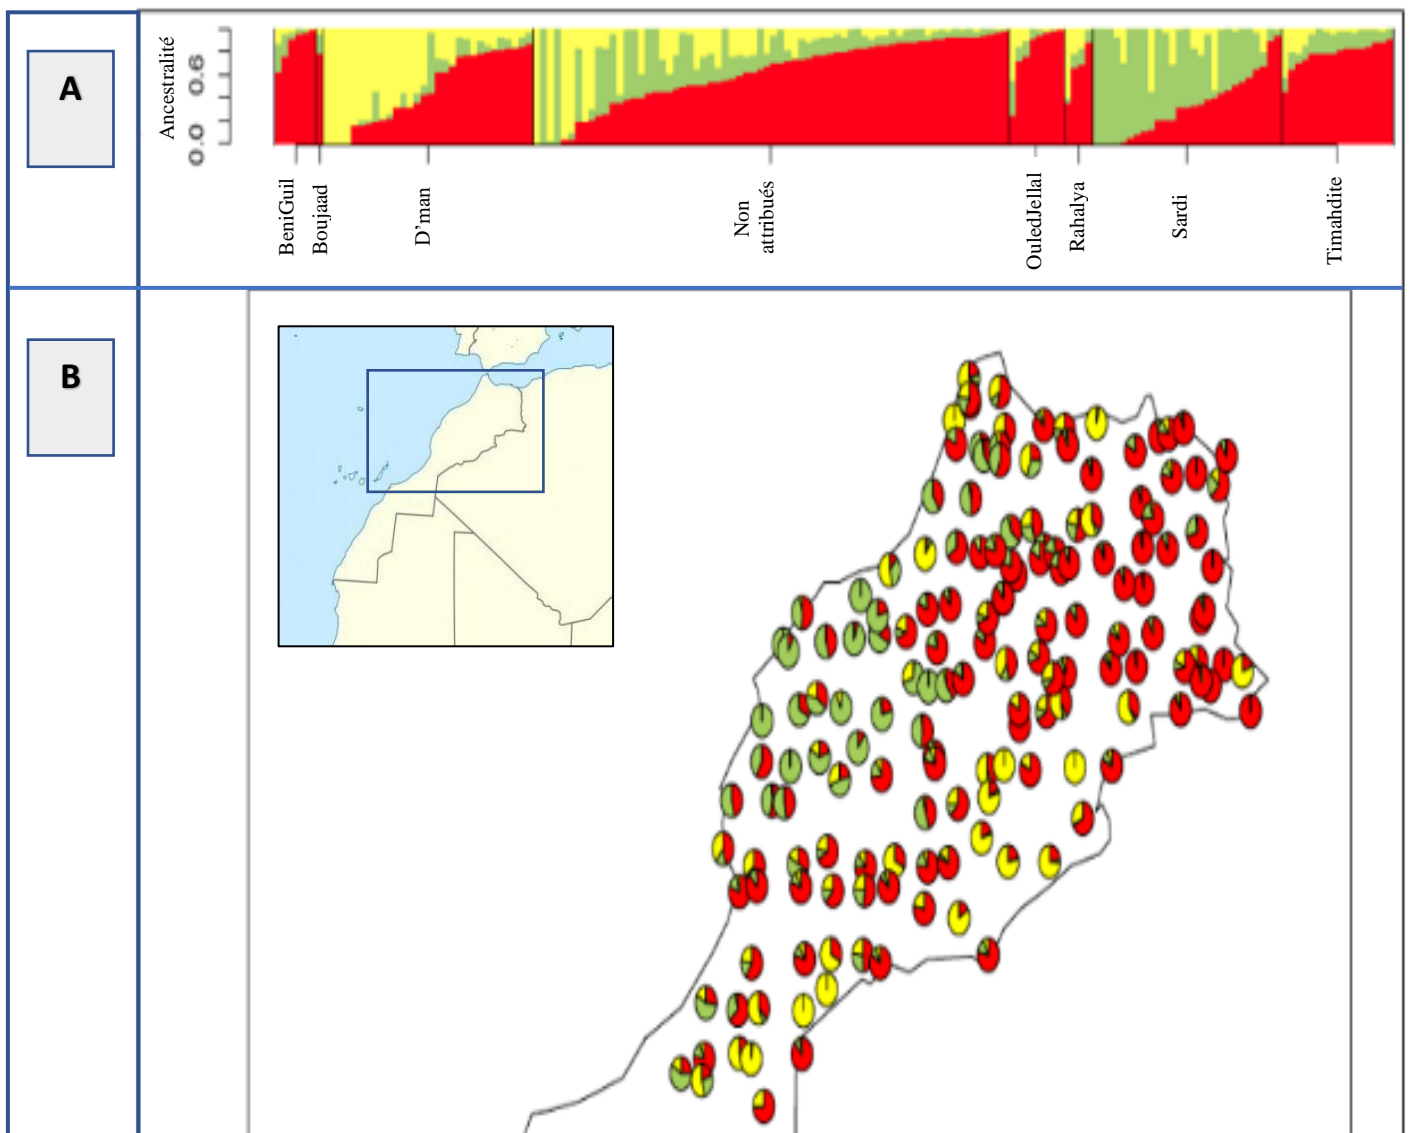 A
Ancestralité
0.0
0.6
BeniGuil
Boujaad
D'man
Non
attribués
OuledJellal
Rahalya
Sardi
Timahdite
B